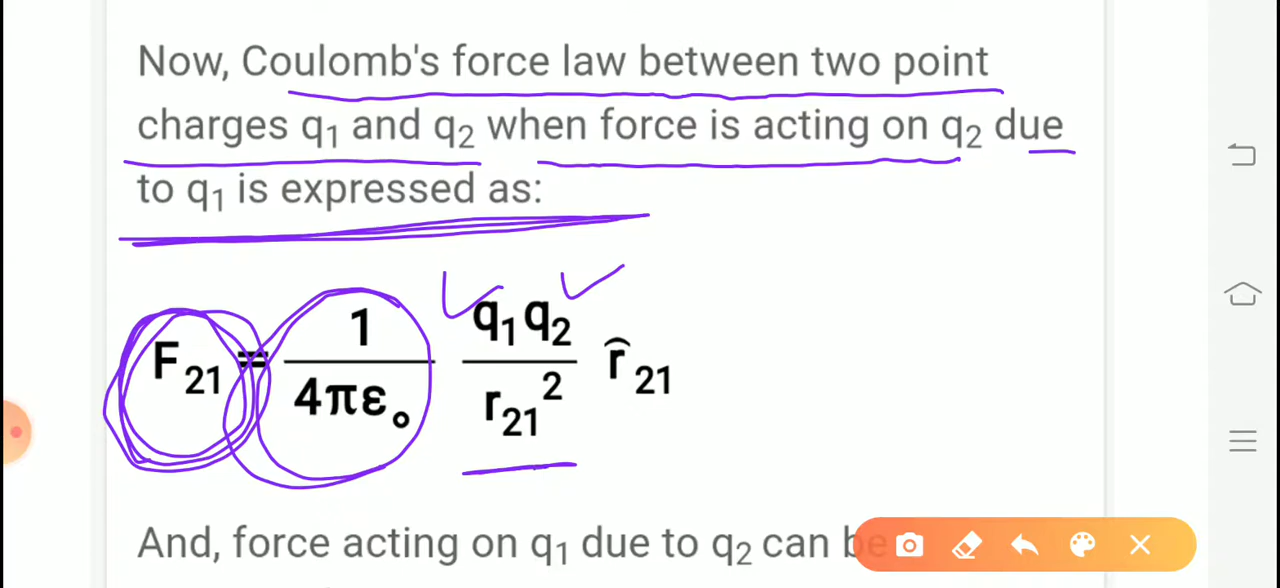 Now, Coulomb's force law between two point
charges q₁ and q₂ when force is acting on q₂ due
to q₁ is expressed as:
F₂₁ = 1/4πε₀ q₁q₂/r₂₁² r̂₂₁
And, force acting on q₁ due to q₂ can be